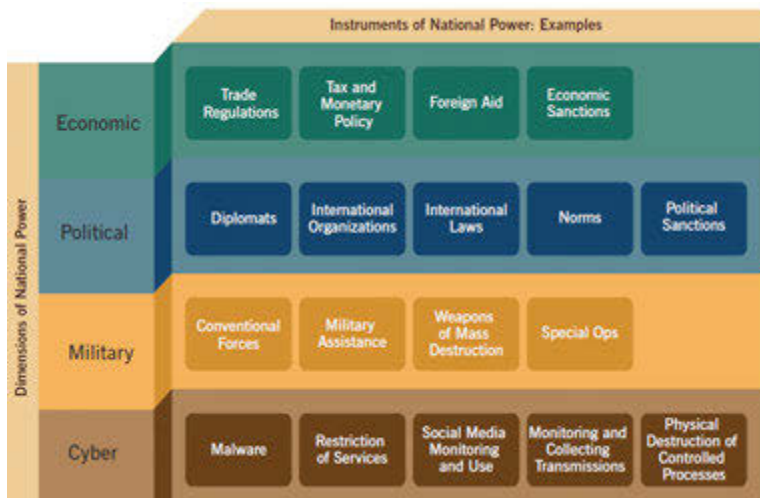 Instruments of National Power: Examples
Dimensions of National Power
Economic
Trade
Regulations
Tax and
Monetary
Policy
Foreign Aid
Economic
Sanctions
Political
Diplomats
International
Organizations
International
Laws
Norms
Political
Sanctions
Military
Conventional
Forces
Military
Assistance
Weapons
of Mass
Destruction
Special Ops
Cyber
Malware
Restriction
of Services
Social Media
Monitoring
and Use
Monitoring and
Collecting
Transmissions
Physical
Destruction of
Controlled
Processes